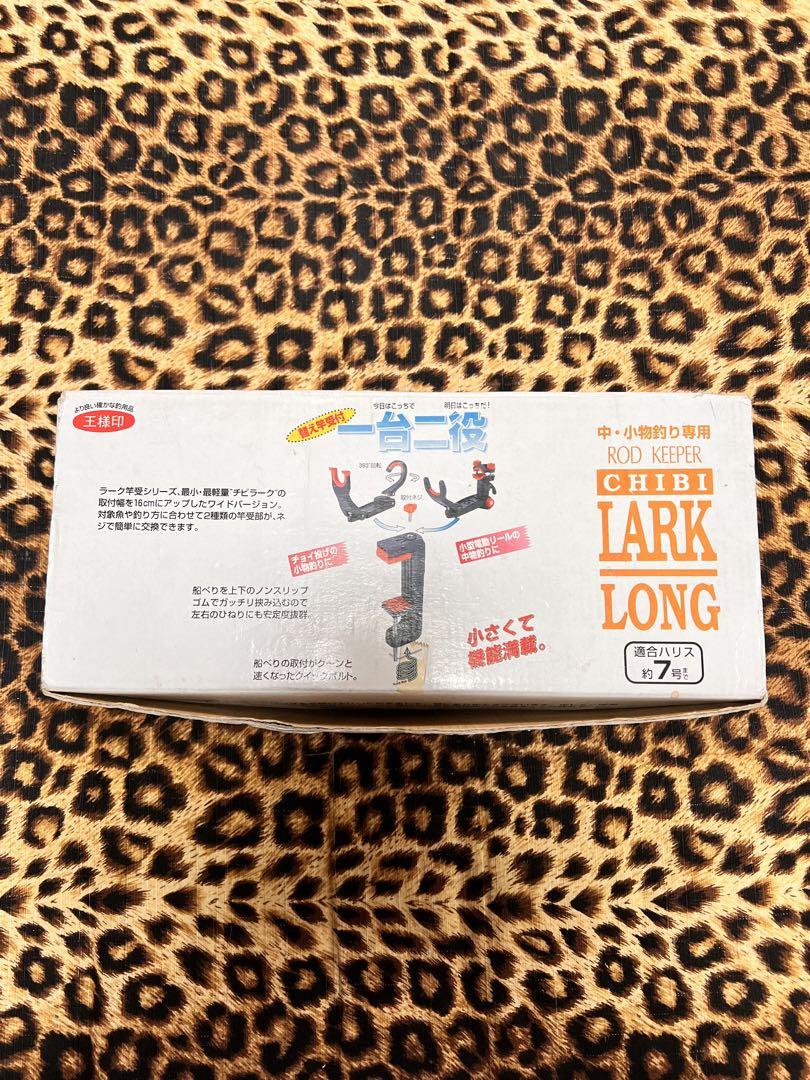 より良い確かな釣用品
王様印
今日はこっちで 明日はこっちだ!
替え竿受付
一台二役
中・小物釣り専用
ROD KEEPER
CHIBI
LARK
LONG
適合ハリス
約7号まで
ラーク竿受シリーズ、最小・最軽量"チビラーク"の
取付幅を16cmにアップしたワイドバージョン。
対象魚や釣り方に合わせて2種類の竿受部が、ネ
ジで簡単に交換できます。
360°回転
取付ネジ
チョイ投げの
小物釣りに
小型電動リールの
中物釣りに
船べりを上下のノンスリップ
ゴムでガッチリ挟み込むので
左右のひねりにも安定度抜群。
小さくて
機能満載。
船べりの取付がグーンと
速くなったクイックボルト。